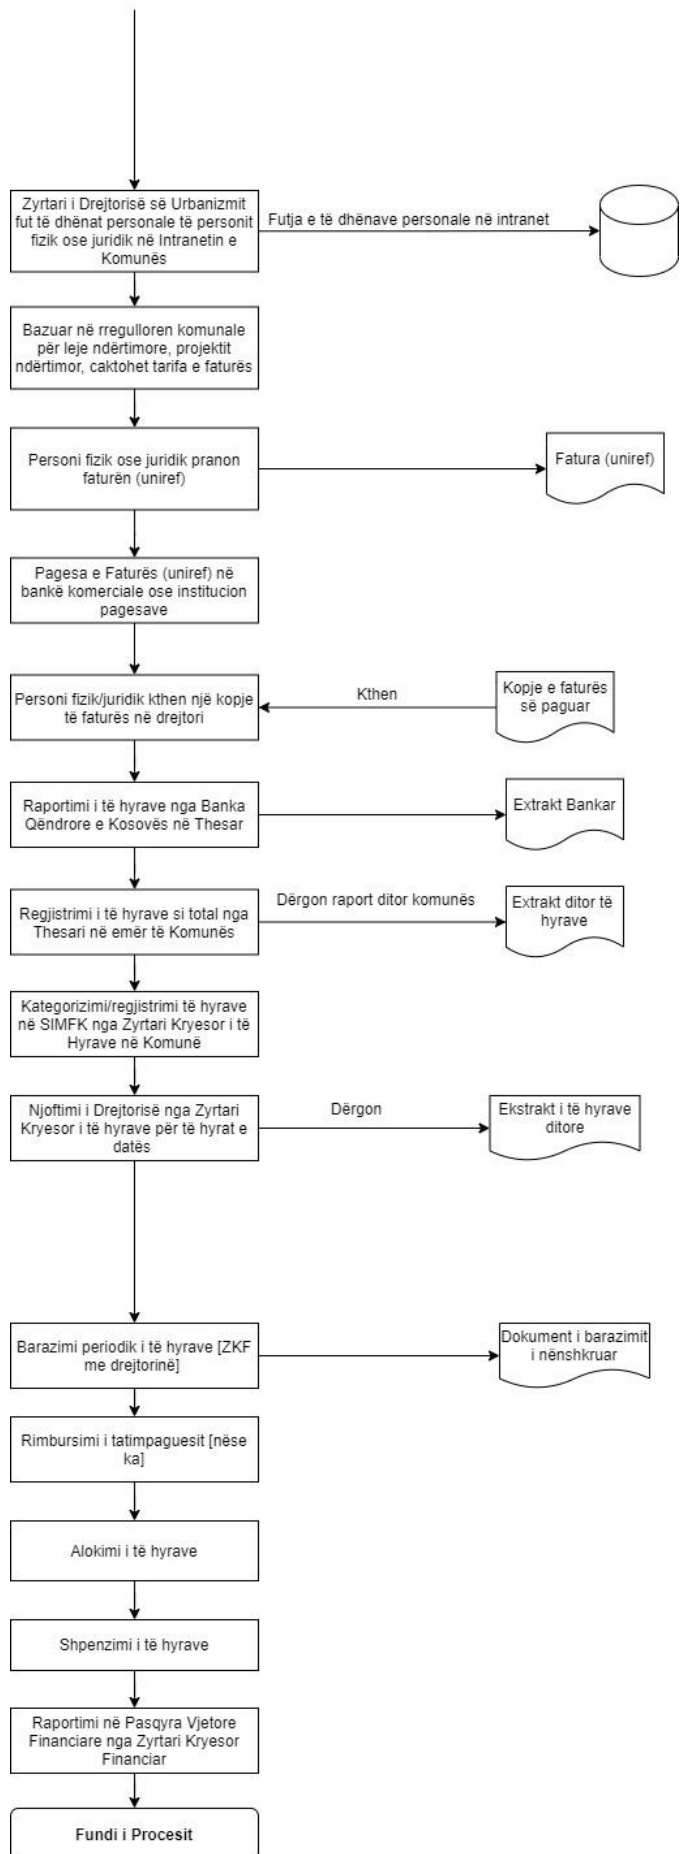 Zyrtari i Drejtorisë së Urbanizmit
fut të dhënat personale të personit
fizik ose juridik në Intranetin e
Komunës
Futja e të dhënave personale në intranet
Bazuar në rregulloren komunale
për leje ndërtimore, projektit
ndërtimor, caktohet tarifa e faturës
Personi fizik ose juridik pranon
faturën (uniref)
Fatura (uniref)
Pagesa e Faturës (uniref) në
bankë komerciale ose institucion
pagesave
Personi fizik/juridik kthen një kopje
të faturës në drejtori
Kthen
Kopje e faturës
së paguar
Raportimi i të hyrave nga Banka
Qëndrore e Kosovës në Thesar
Extrakt Bankar
Regjistrimi i të hyrave si total nga
Thesari në emër të Komunës
Dërgon raport ditor komunës
Extrakt ditor të
hyrave
Kategorizimi/regjistrimi të hyrave
në SIMFK nga Zyrtari Kryesor i të
Hyrave në Komunë
Njoftimi i Drejtorisë nga Zyrtari
Kryesor i të hyrave për të hyrat e
datës
Dërgon
Ekstrakt i të hyrave
ditore
Barazimi periodik i të hyrave [ZKF
me drejtorinë]
Dokument i barazimit
i nënshkruar
Rimbursimi i tatimpaguesit [nëse
ka]
Alokimi i të hyrave
Shpenzimi i të hyrave
Raportimi në Pasqyra Vjetore
Financiare nga Zyrtari Kryesor
Financiar
Fundi i Procesit